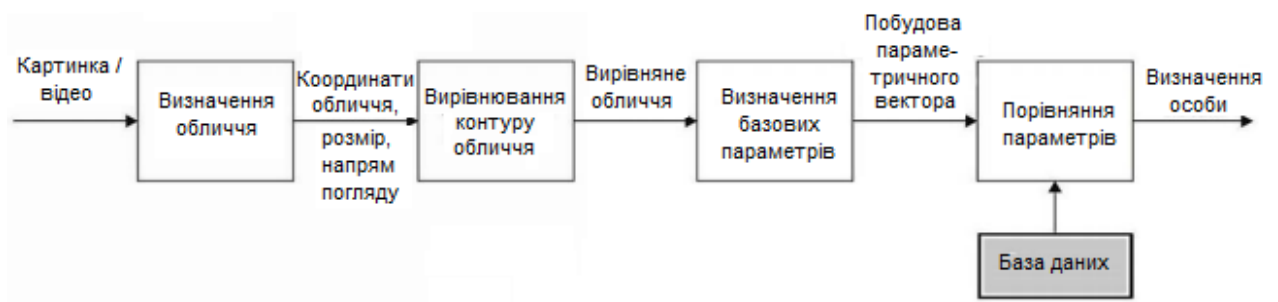 Картинка /
відео
Визначення
обличчя
Координати
обличчя,
розмір,
напрям
погляду
Вирівнювання
контуру
обличчя
Вирівняне
обличчя
Визначення
базових
параметрів
Побудова
параме-
тричного
вектора
Порівняння
параметрів
Визначення
особи
База даних